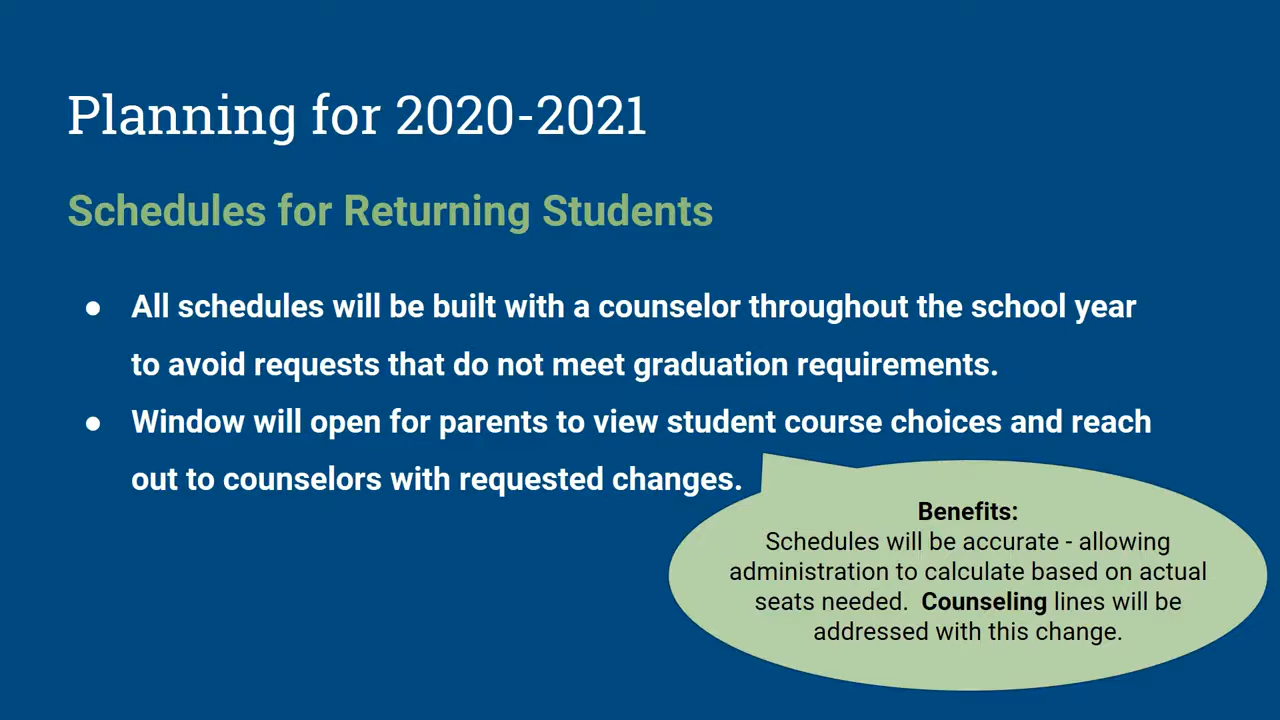 Planning for 2020-2021
Schedules for Returning Students
● All schedules will be built with a counselor throughout the school year
to avoid requests that do not meet graduation requirements.
● Window will open for parents to view student course choices and reach
out to counselors with requested changes.
Benefits:
Schedules will be accurate - allowing
administration to calculate based on actual
seats needed.  Counseling lines will be
addressed with this change.